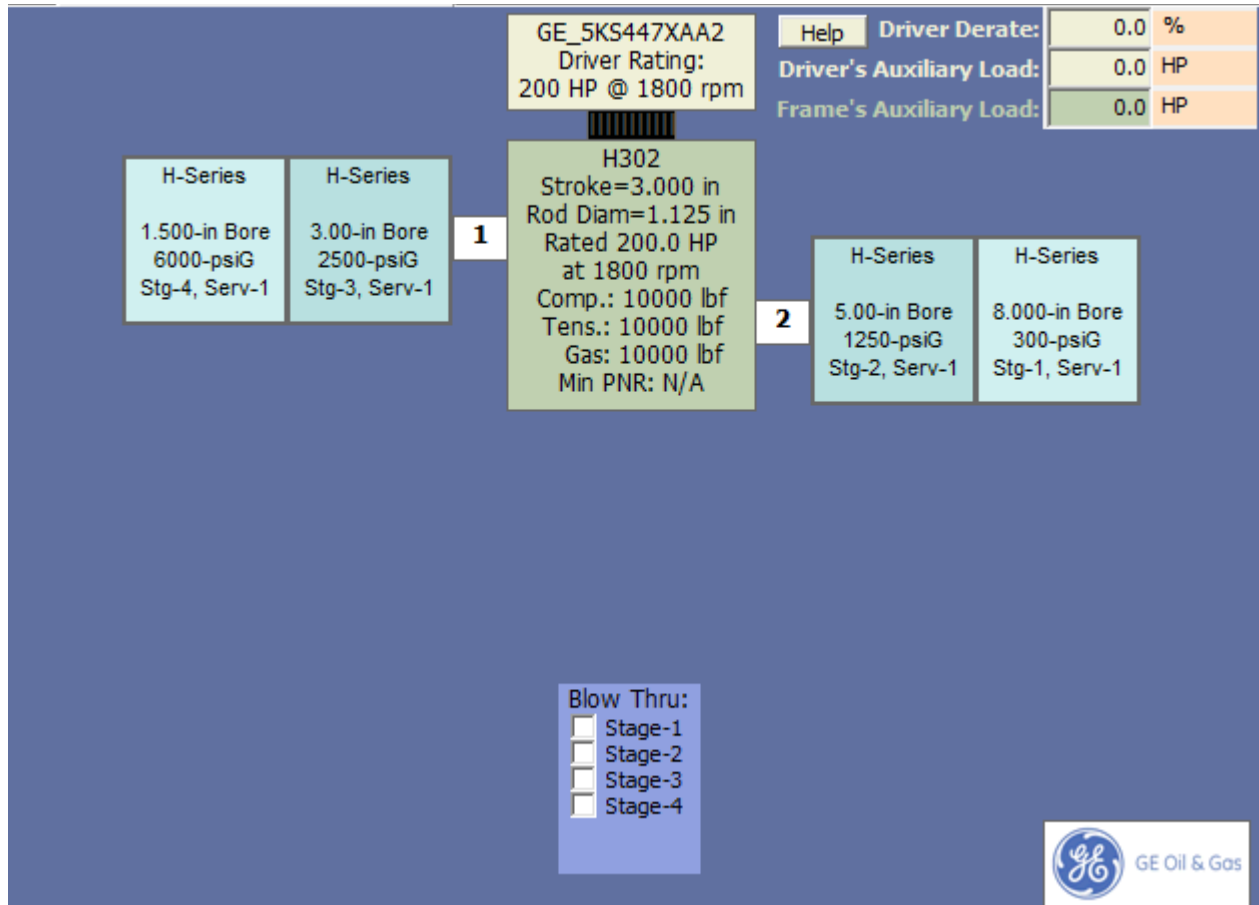 GE_5KS447XAA2
Driver Rating:
200 HP @ 1800 rpm
Help
Driver Derate: 0.0 %
Driver's Auxiliary Load: 0.0 HP
Frame's Auxiliary Load: 0.0 HP
H-Series
1.500-in Bore
6000-psiG
Stg-4, Serv-1
H-Series
3.00-in Bore
2500-psiG
Stg-3, Serv-1
1
H302
Stroke=3.000 in
Rod Diam=1.125 in
Rated 200.0 HP
at 1800 rpm
Comp.: 10000 lbf
Tens.: 10000 lbf
Gas: 10000 lbf
Min PNR: N/A
2
H-Series
5.00-in Bore
1250-psiG
Stg-2, Serv-1
H-Series
8.000-in Bore
300-psiG
Stg-1, Serv-1
Blow Thru:
Stage-1
Stage-2
Stage-3
Stage-4
GE
GE Oil & Gas